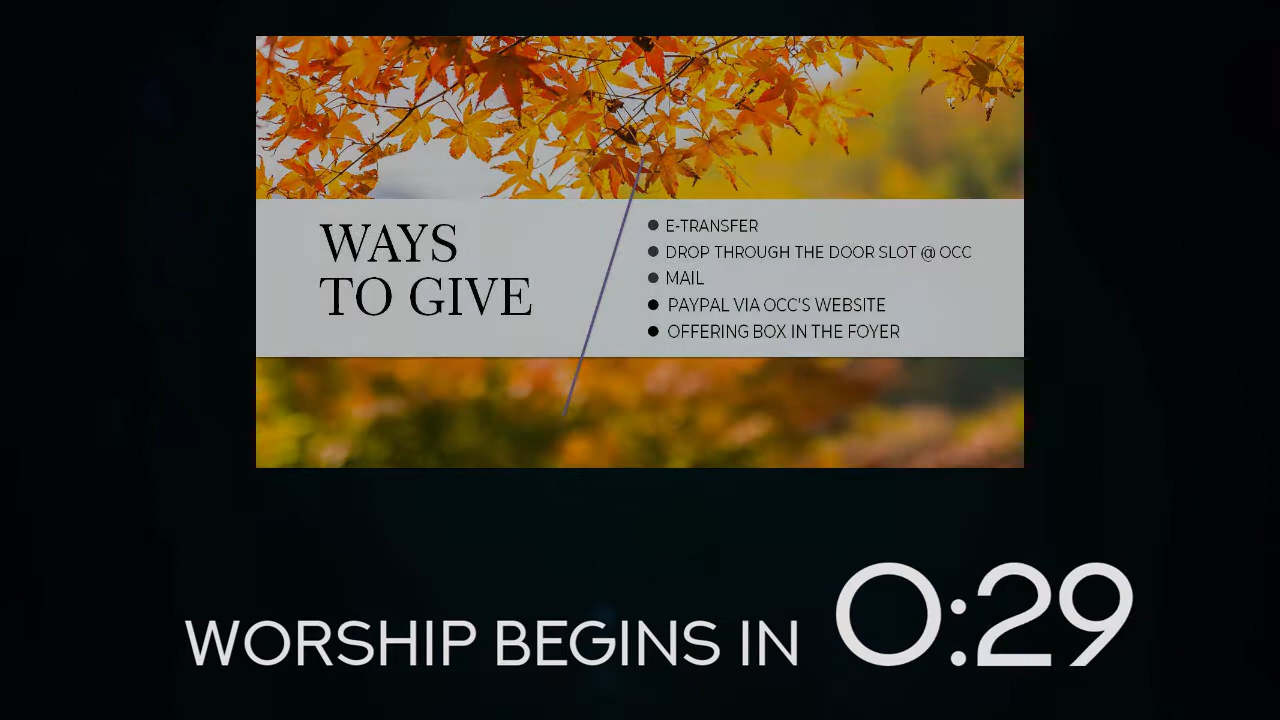 WAYS
TO GIVE
● E-TRANSFER
● DROP THROUGH THE DOOR SLOT @ OCC
● MAIL
● PAYPAL VIA OCC'S WEBSITE
● OFFERING BOX IN THE FOYER
WORSHIP BEGINS IN 0:29